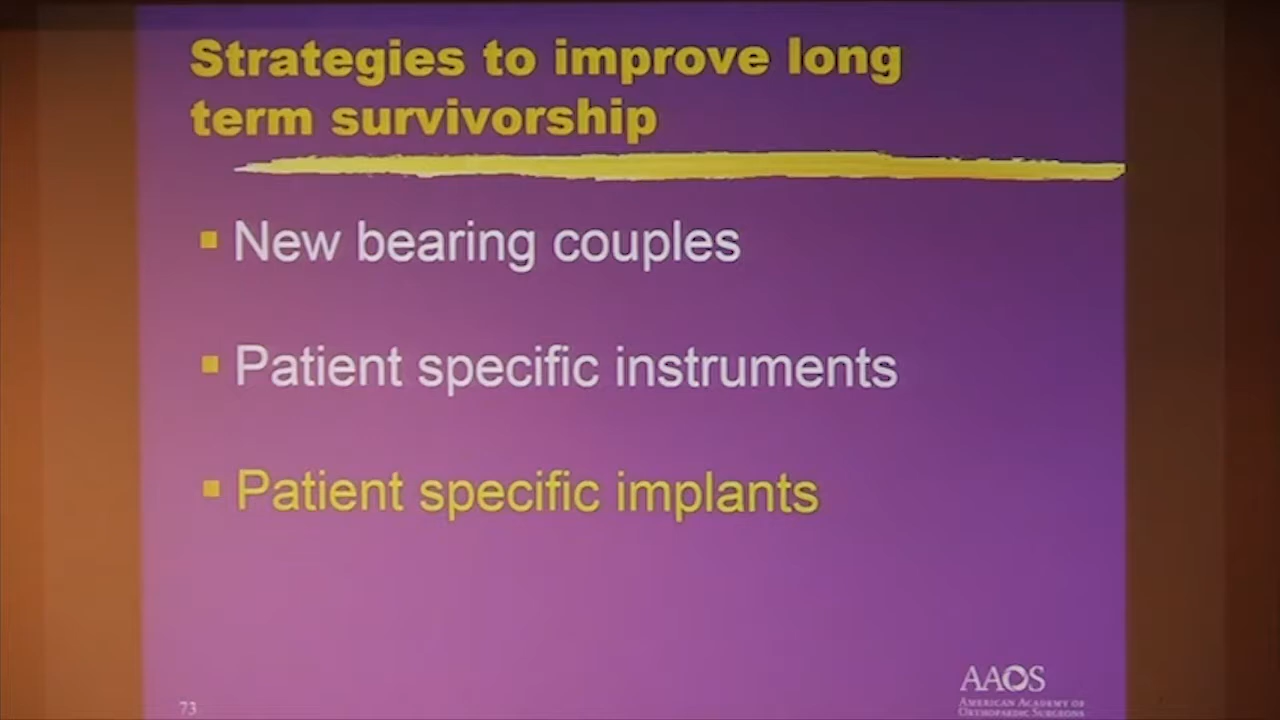 Strategies to improve long
term survivorship
New bearing couples
Patient specific instruments
Patient specific implants
73
AAOS
AMERICAN ACADEMY OF
ORTHOPAEDIC SURGEONS